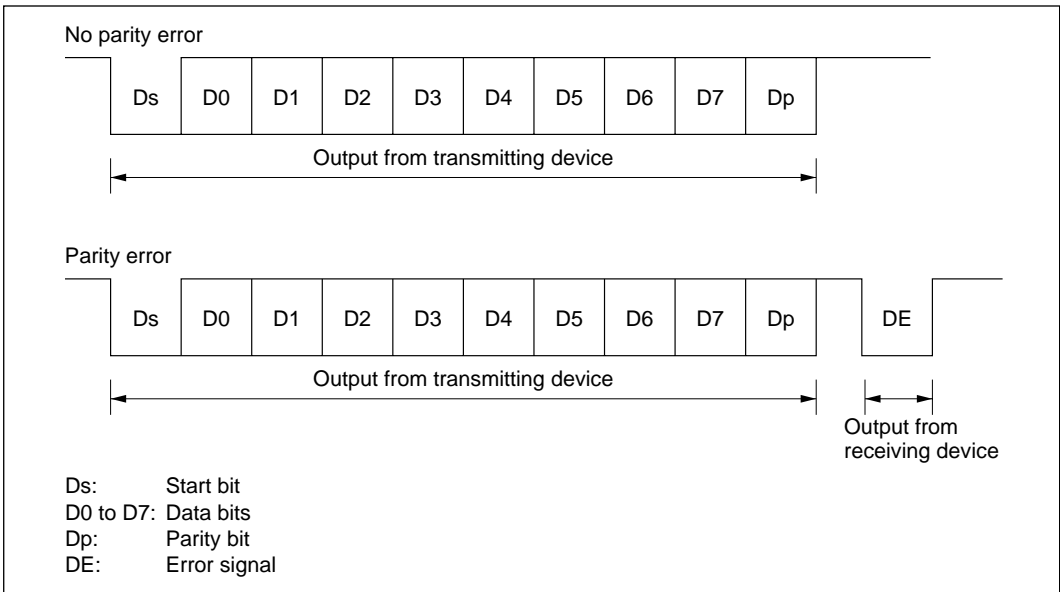 No parity error
Ds D0 D1 D2 D3 D4 D5 D6 D7 Dp
Output from transmitting device
Parity error
Ds D0 D1 D2 D3 D4 D5 D6 D7 Dp DE
Output from transmitting device
Output from
receiving device
Ds: Start bit
D0 to D7: Data bits
Dp: Parity bit
DE: Error signal